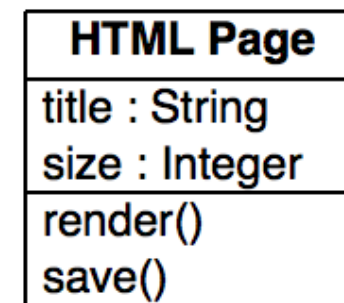 HTML Page
title : String
size : Integer
render()
save()